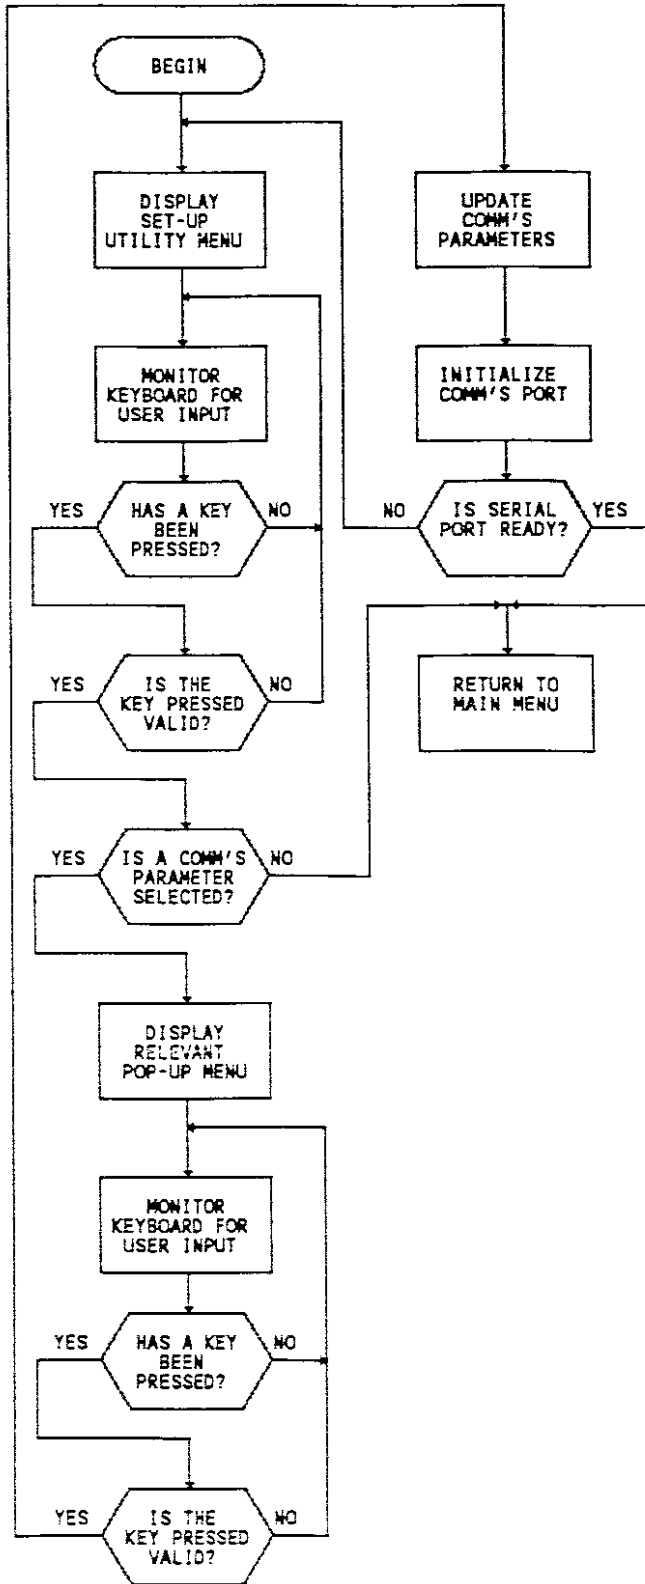 BEGIN
DISPLAY
SET-UP
UTILITY MENU
MONITOR
KEYBOARD FOR
USER INPUT
YES
HAS A KEY
BEEN
PRESSED?
NO
YES
IS THE
KEY PRESSED
VALID?
NO
YES
IS A COMM'S
PARAMETER
SELECTED?
NO
DISPLAY
RELEVANT
POP-UP MENU
MONITOR
KEYBOARD FOR
USER INPUT
YES
HAS A KEY
BEEN
PRESSED?
NO
YES
IS THE
KEY PRESSED
VALID?
NO
UPDATE
COMM'S
PARAMETERS
INITIALIZE
COMM'S PORT
NO
IS SERIAL
PORT READY?
YES
RETURN TO
MAIN MENU